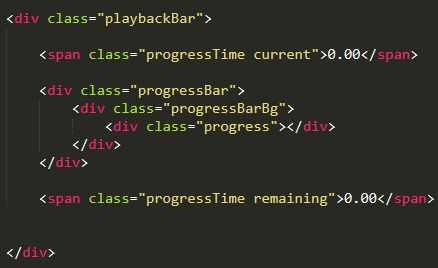 <div class="playbackBar">
<span class="progressTime current">0.00</span>
<div class="progressBar">
<div class="progressBarBg">
<div class="progress"></div>
</div>
</div>
<span class="progressTime remaining">0.00</span>
</div>